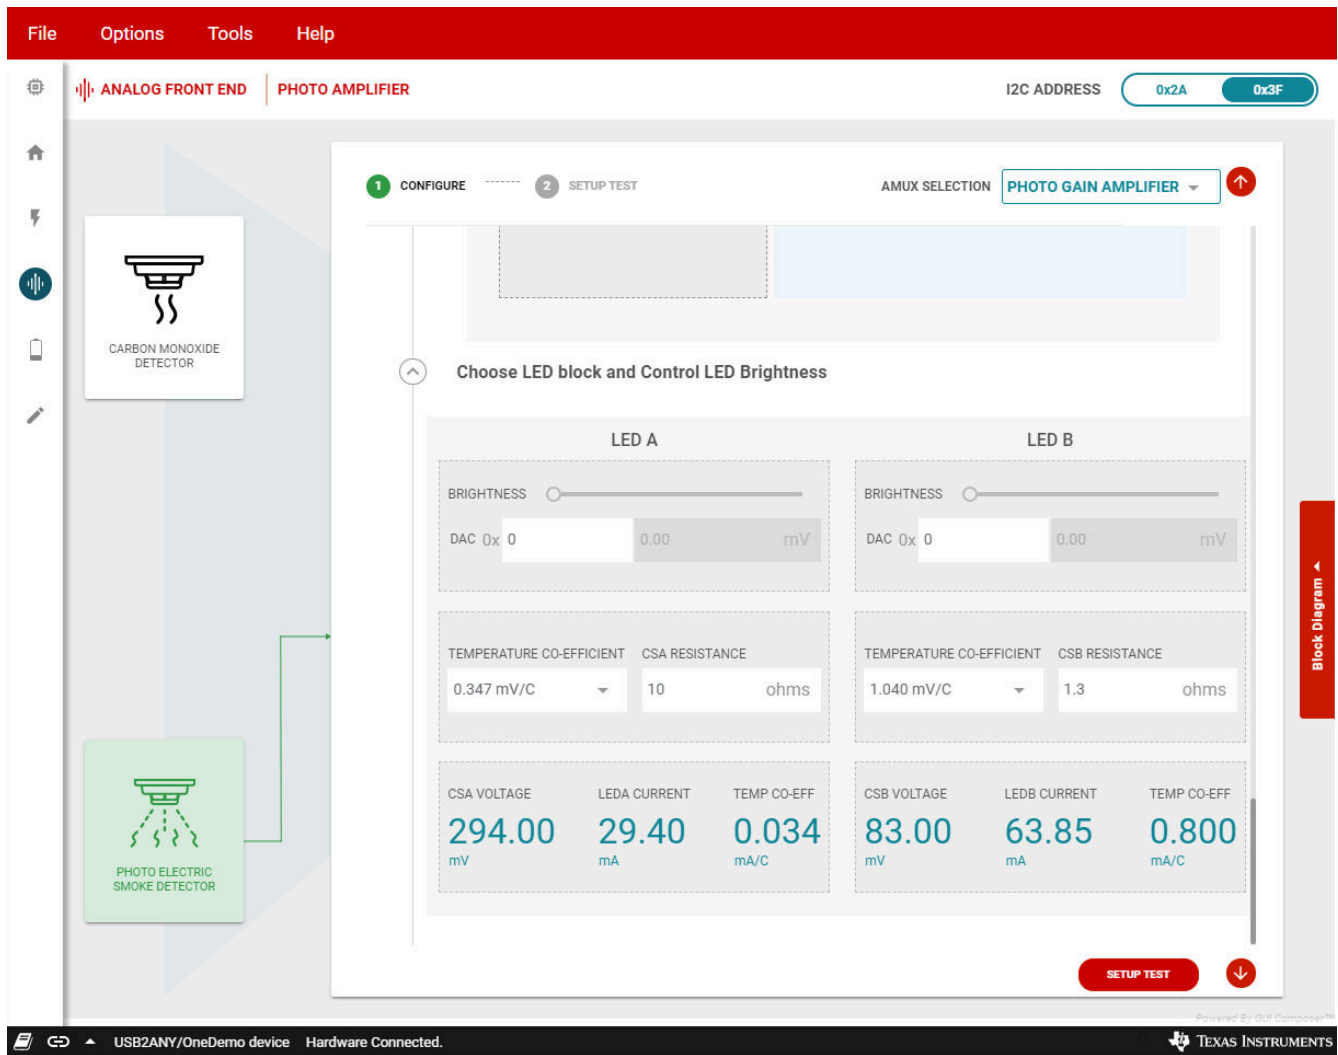 File Options Tools Help
ANALOG FRONT END PHOTO AMPLIFIER I2C ADDRESS 0x2A 0x3F
1 CONFIGURE 2 SETUP TEST AMUX SELECTION PHOTO GAIN AMPLIFIER
CARBON MONOXIDE
DETECTOR
Choose LED block and Control LED Brightness
LED A LED B
BRIGHTNESS BRIGHTNESS
DAC 0x 0 0.00 mV DAC 0x 0 0.00 mV
TEMPERATURE CO-EFFICIENT CSA RESISTANCE TEMPERATURE CO-EFFICIENT CSB RESISTANCE
0.347 mV/C 10 ohms 1.040 mV/C 1.3 ohms
CSA VOLTAGE LEDA CURRENT TEMP CO-EFF CSB VOLTAGE LEDB CURRENT TEMP CO-EFF
294.00 29.40 0.034 83.00 63.85 0.800
mV mA mA/C mV mA mA/C
PHOTO ELECTRIC
SMOKE DETECTOR
Block Diagram
SETUP TEST
Powered By GUI Composer™
USB2ANY/OneDemo device Hardware Connected. TEXAS INSTRUMENTS